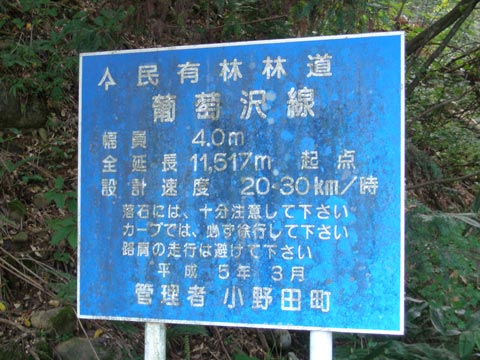 民有林林道
葡萄沢線
幅員 4.0m
全延長 11,517m 起点
設計速度 20・30km/時
落石には、十分注意して下さい
カーブでは、必ず徐行して下さい
路肩の走行は避けて下さい
平成 5年 3月
管理者 小野田町